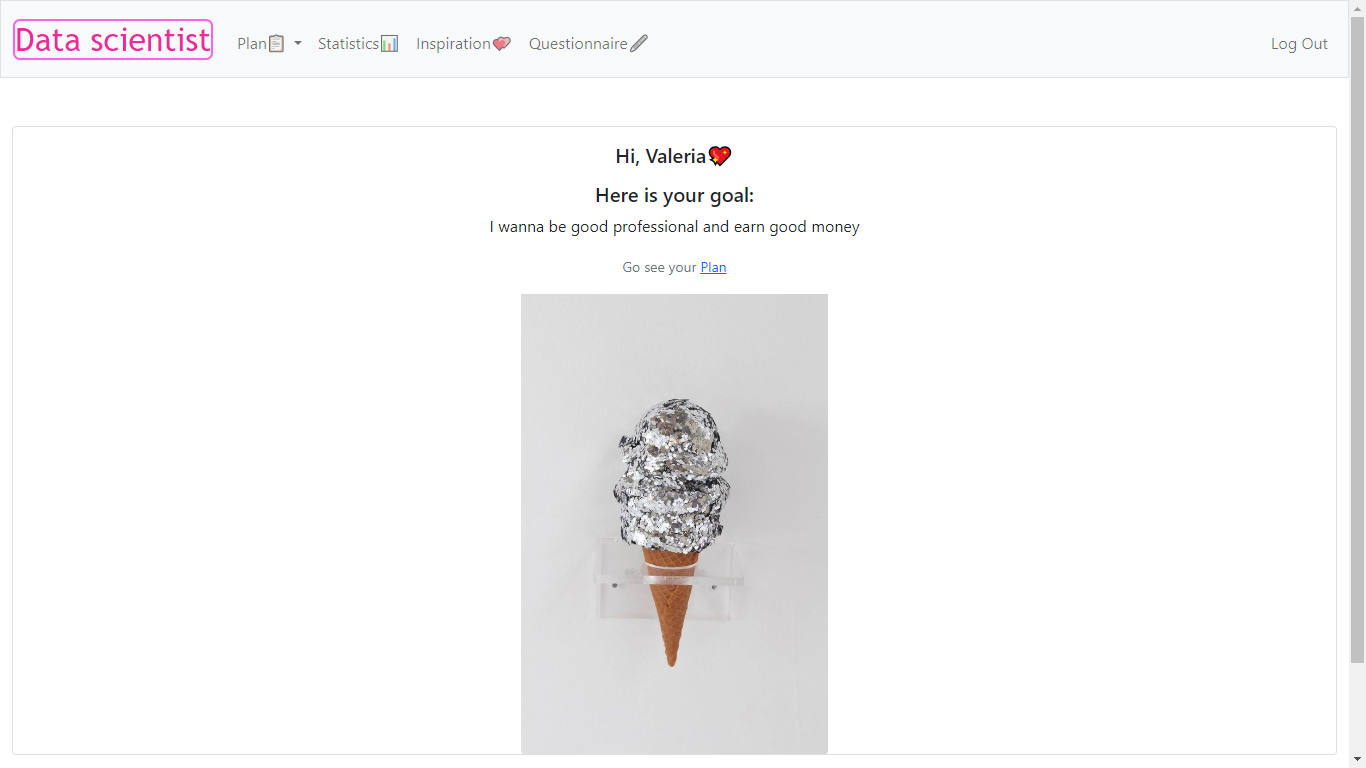 Data scientist
Plan📋 Statistics📊 Inspiration💕 Questionnaire🖊 Log Out
Hi, Valeria💖
Here is your goal:
I wanna be good professional and earn good money
Go see your Plan